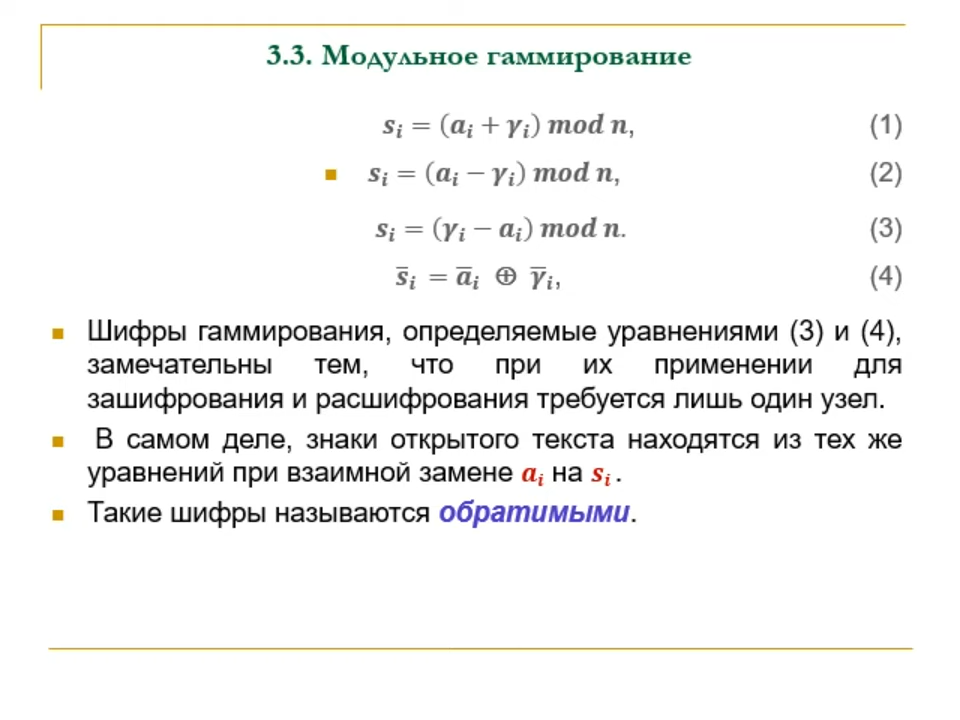 3.3. Модульное гаммирование
sᵢ = (aᵢ + γᵢ) mod n, (1)
■ sᵢ = (aᵢ − γᵢ) mod n, (2)
sᵢ = (γᵢ − aᵢ) mod n. (3)
s̅ᵢ = a̅ᵢ ⊕ γ̅ᵢ, (4)
■ Шифры гаммирования, определяемые уравнениями (3) и (4),
замечательны тем, что при их применении для
зашифрования и расшифрования требуется лишь один узел.
■ В самом деле, знаки открытого текста находятся из тех же
уравнений при взаимной замене aᵢ на sᵢ .
■ Такие шифры называются обратимыми.